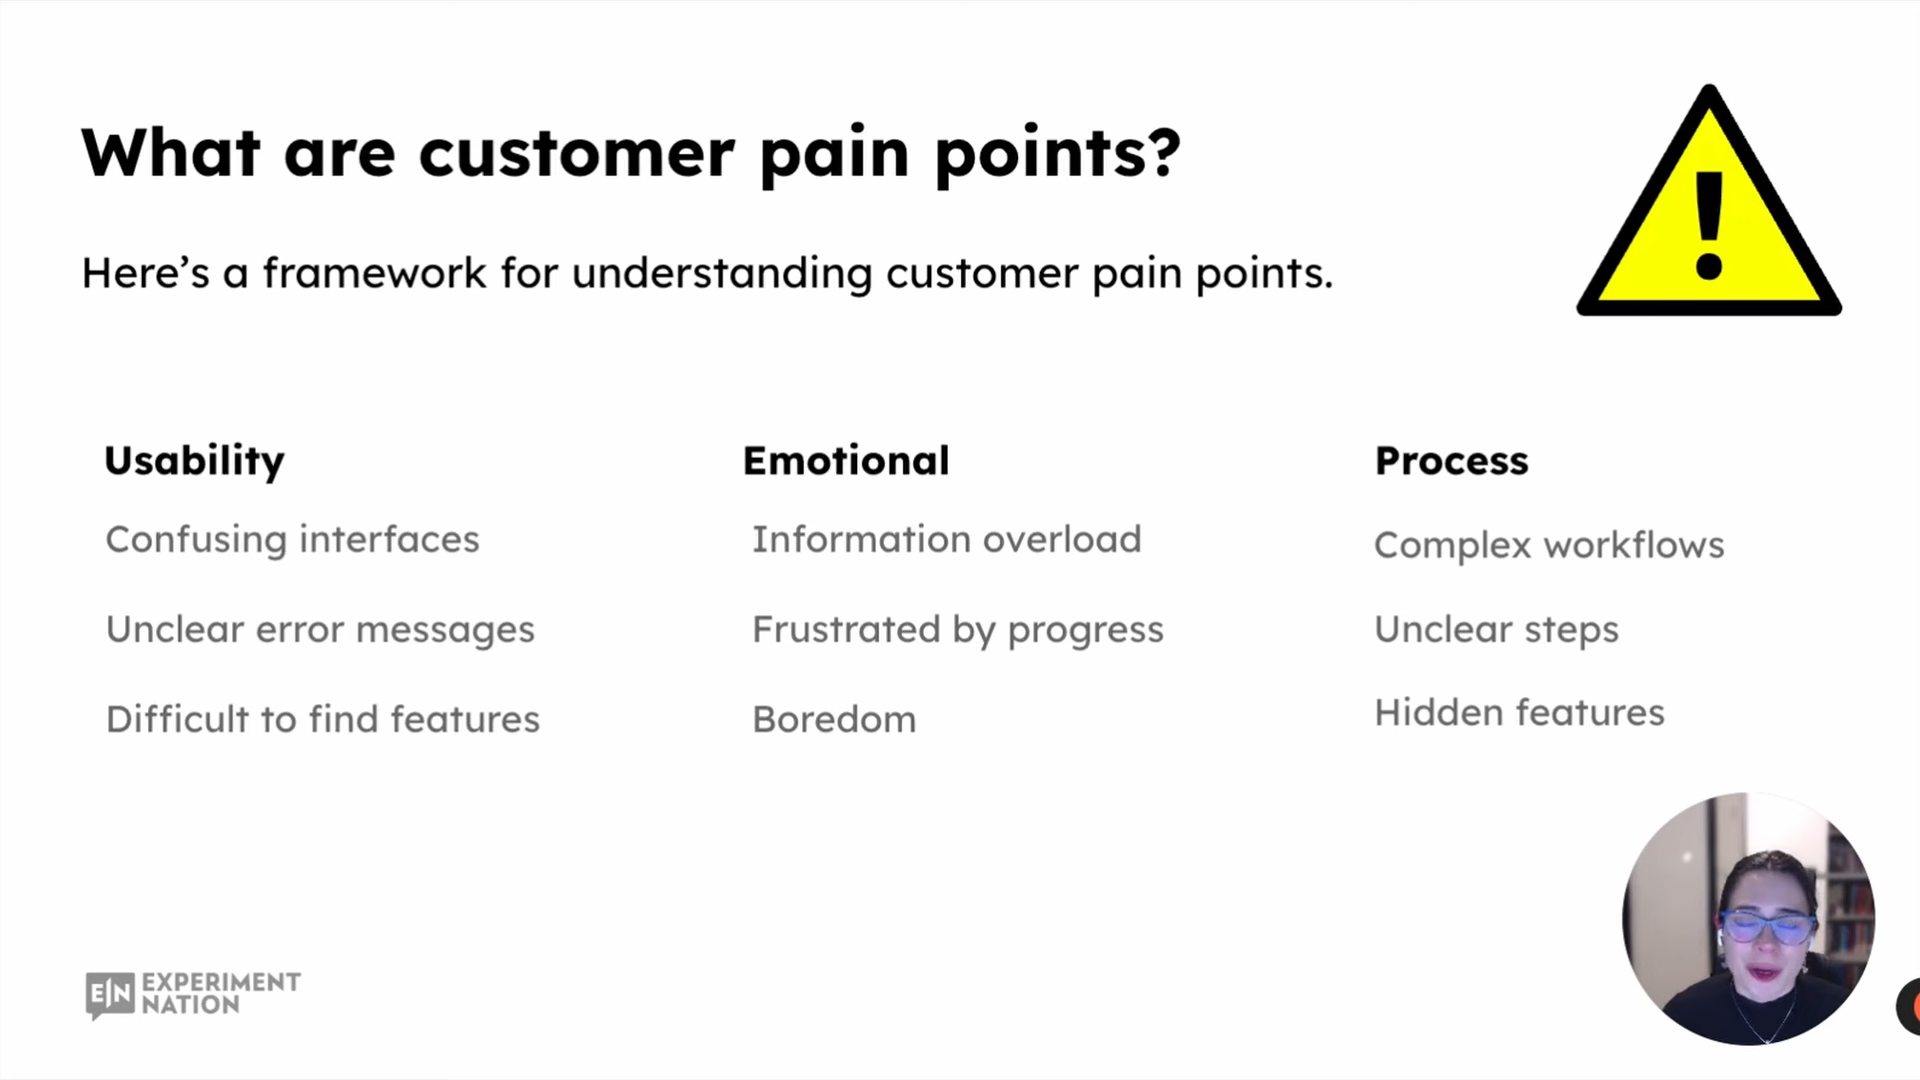 What are customer pain points?
Here’s a framework for understanding customer pain points.
Usability
Confusing interfaces
Unclear error messages
Difficult to find features
Emotional
Information overload
Frustrated by progress
Boredom
Process
Complex workflows
Unclear steps
Hidden features
!
E|N EXPERIMENT
NATION